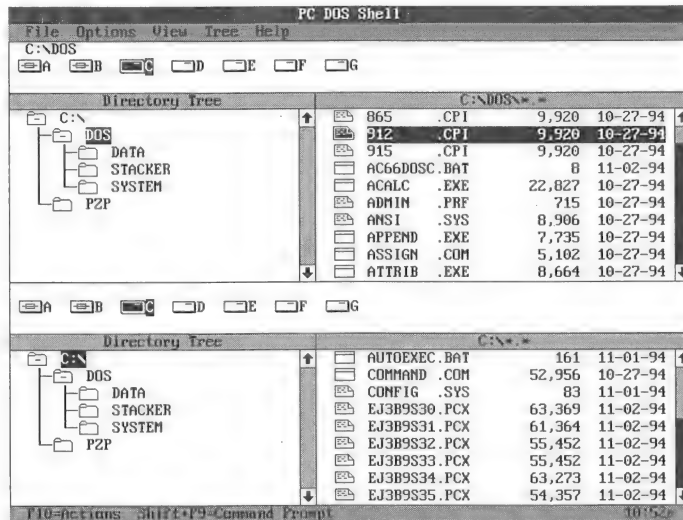 PC DOS Shell
File Options View Tree Help
C:\DOS
A B C D E F G
Directory Tree
C:\DOS\*.*
C:\
DOS
DATA
STACKER
SYSTEM
PZP
865 .CPI 9,920 10-27-94
912 .CPI 9,920 10-27-94
915 .CPI 9,920 10-27-94
AC66DOSC.BAT 8 11-02-94
ACALC .EXE 22,827 10-27-94
ADMIN .PRF 715 10-27-94
ANSI .SYS 8,906 10-27-94
APPEND .EXE 7,735 10-27-94
ASSIGN .COM 5,102 10-27-94
ATTRIB .EXE 8,664 10-27-94
A B C D E F G
Directory Tree
C:\*.*
C:\
DOS
DATA
STACKER
SYSTEM
PZP
AUTOEXEC.BAT 161 11-01-94
COMMAND .COM 52,956 10-27-94
CONFIG .SYS 83 11-01-94
EJ3B9S30.PCX 63,369 11-02-94
EJ3B9S31.PCX 61,364 11-02-94
EJ3B9S32.PCX 55,452 11-02-94
EJ3B9S33.PCX 55,452 11-02-94
EJ3B9S34.PCX 63,273 11-02-94
EJ3B9S35.PCX 54,357 11-02-94
F10=Actions Shift+F9=Command Prompt 10:52a